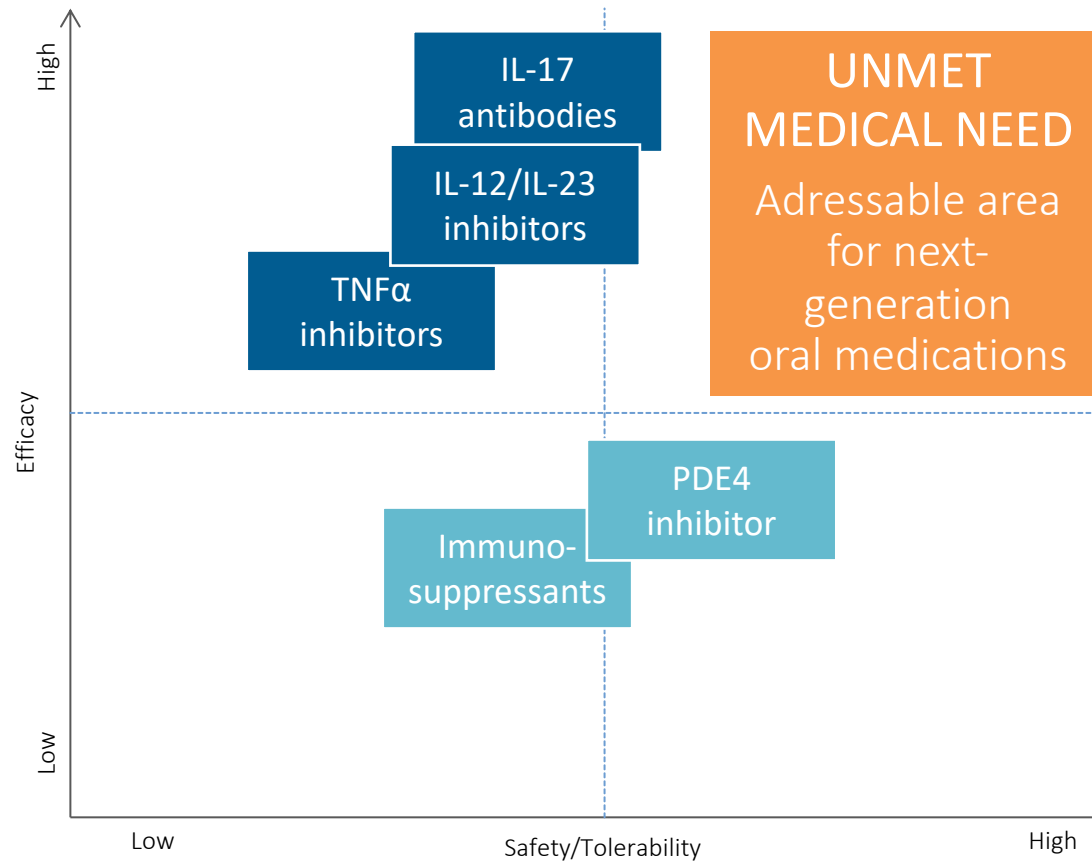 High
IL-17
antibodies
UNMET
MEDICAL NEED
Adressable area
for next-
generation
oral medications
IL-12/IL-23
inhibitors
TNFα
inhibitors
Efficacy
PDE4
inhibitor
Immuno-
suppressants
Low
Low
Safety/Tolerability
High